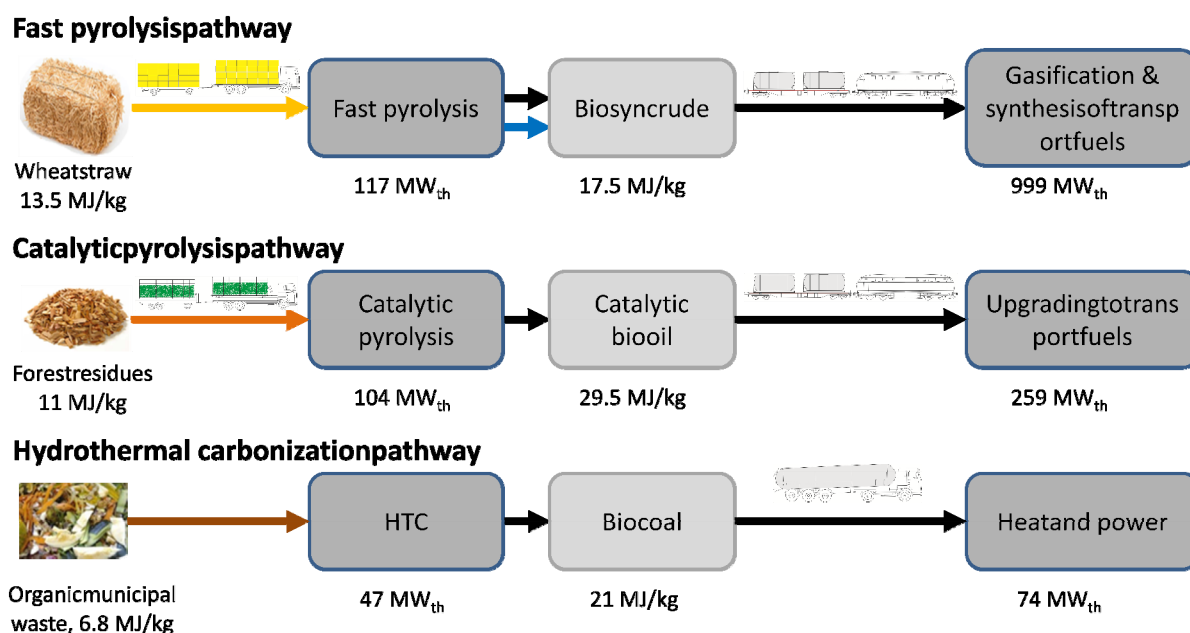 Fast pyrolysispathway
Fast pyrolysis
Biosyncrude
Gasification &
synthesisoftransp
ortfuels
Wheatstraw
13.5 MJ/kg
117 MWth
17.5 MJ/kg
999 MWth
Catalyticpyrolysispathway
Catalytic
pyrolysis
Catalytic
biooil
Upgradingtotrans
portfuels
Forestresidues
11 MJ/kg
104 MWth
29.5 MJ/kg
259 MWth
Hydrothermal carbonizationpathway
HTC
Biocoal
Heatand power
Organicmunicipal
waste, 6.8 MJ/kg
47 MWth
21 MJ/kg
74 MWth